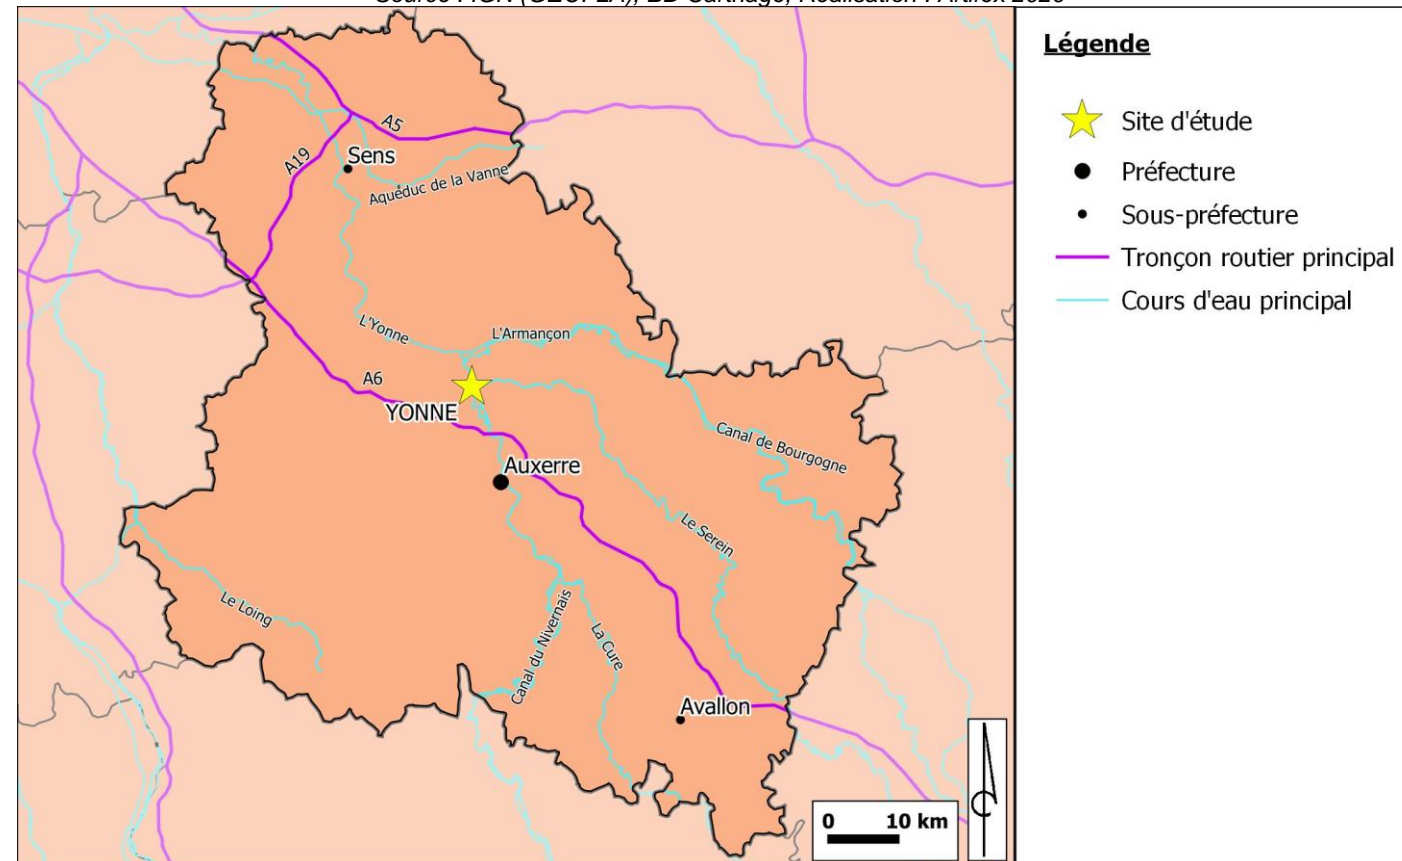 Légende
Site d'étude
Préfecture
Sous-préfecture
Tronçon routier principal
Cours d'eau principal
A5
A19
Sens
Aquéduc de la Vanne
L'Yonne
L'Armançon
A6
YONNE
Canal de Bourgogne
Auxerre
Le Serein
Le Loing
Canal du Nivernais
La Cure
Avallon
0 10 km